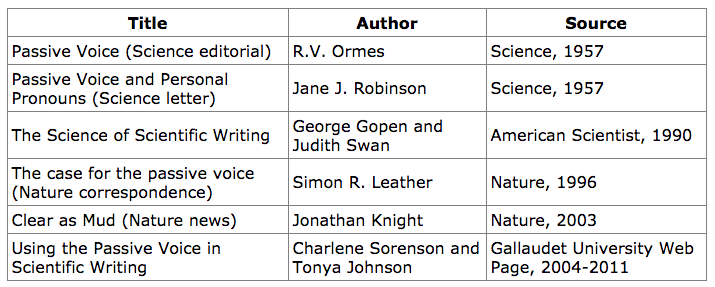 Title Author Source
Passive Voice (Science editorial) R.V. Ormes Science, 1957
Passive Voice and Personal
Pronouns (Science letter)
Jane J. Robinson
Science, 1957
The Science of Scientific Writing
George Gopen and
Judith Swan
American Scientist, 1990
The case for the passive voice
(Nature correspondence)
Simon R. Leather
Nature, 1996
Clear as Mud (Nature news) Jonathan Knight Nature, 2003
Using the Passive Voice in
Scientific Writing
Charlene Sorenson and
Tonya Johnson
Gallaudet University Web
Page, 2004-2011